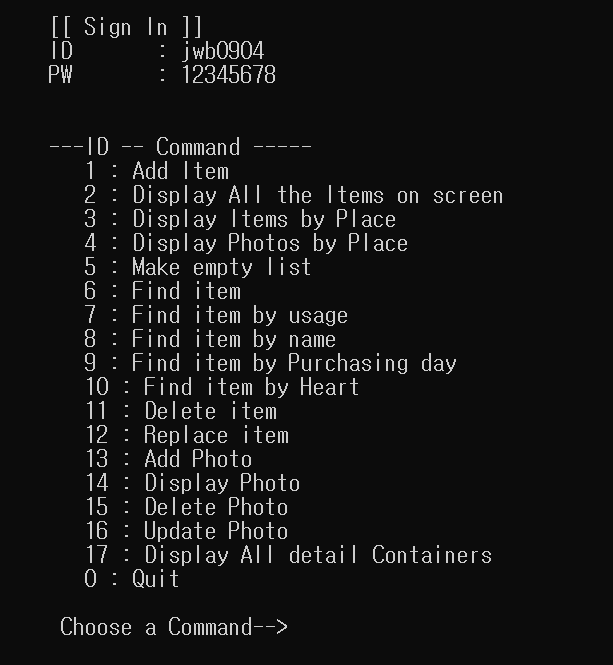 [[ Sign In ]]
ID : jwb0904
PW : 12345678
---ID -- Command -----
1 : Add Item
2 : Display All the Items on screen
3 : Display Items by Place
4 : Display Photos by Place
5 : Make empty list
6 : Find item
7 : Find item by usage
8 : Find item by name
9 : Find item by Purchasing day
10 : Find item by Heart
11 : Delete item
12 : Replace item
13 : Add Photo
14 : Display Photo
15 : Delete Photo
16 : Update Photo
17 : Display All detail Containers
0 : Quit
Choose a Command-->